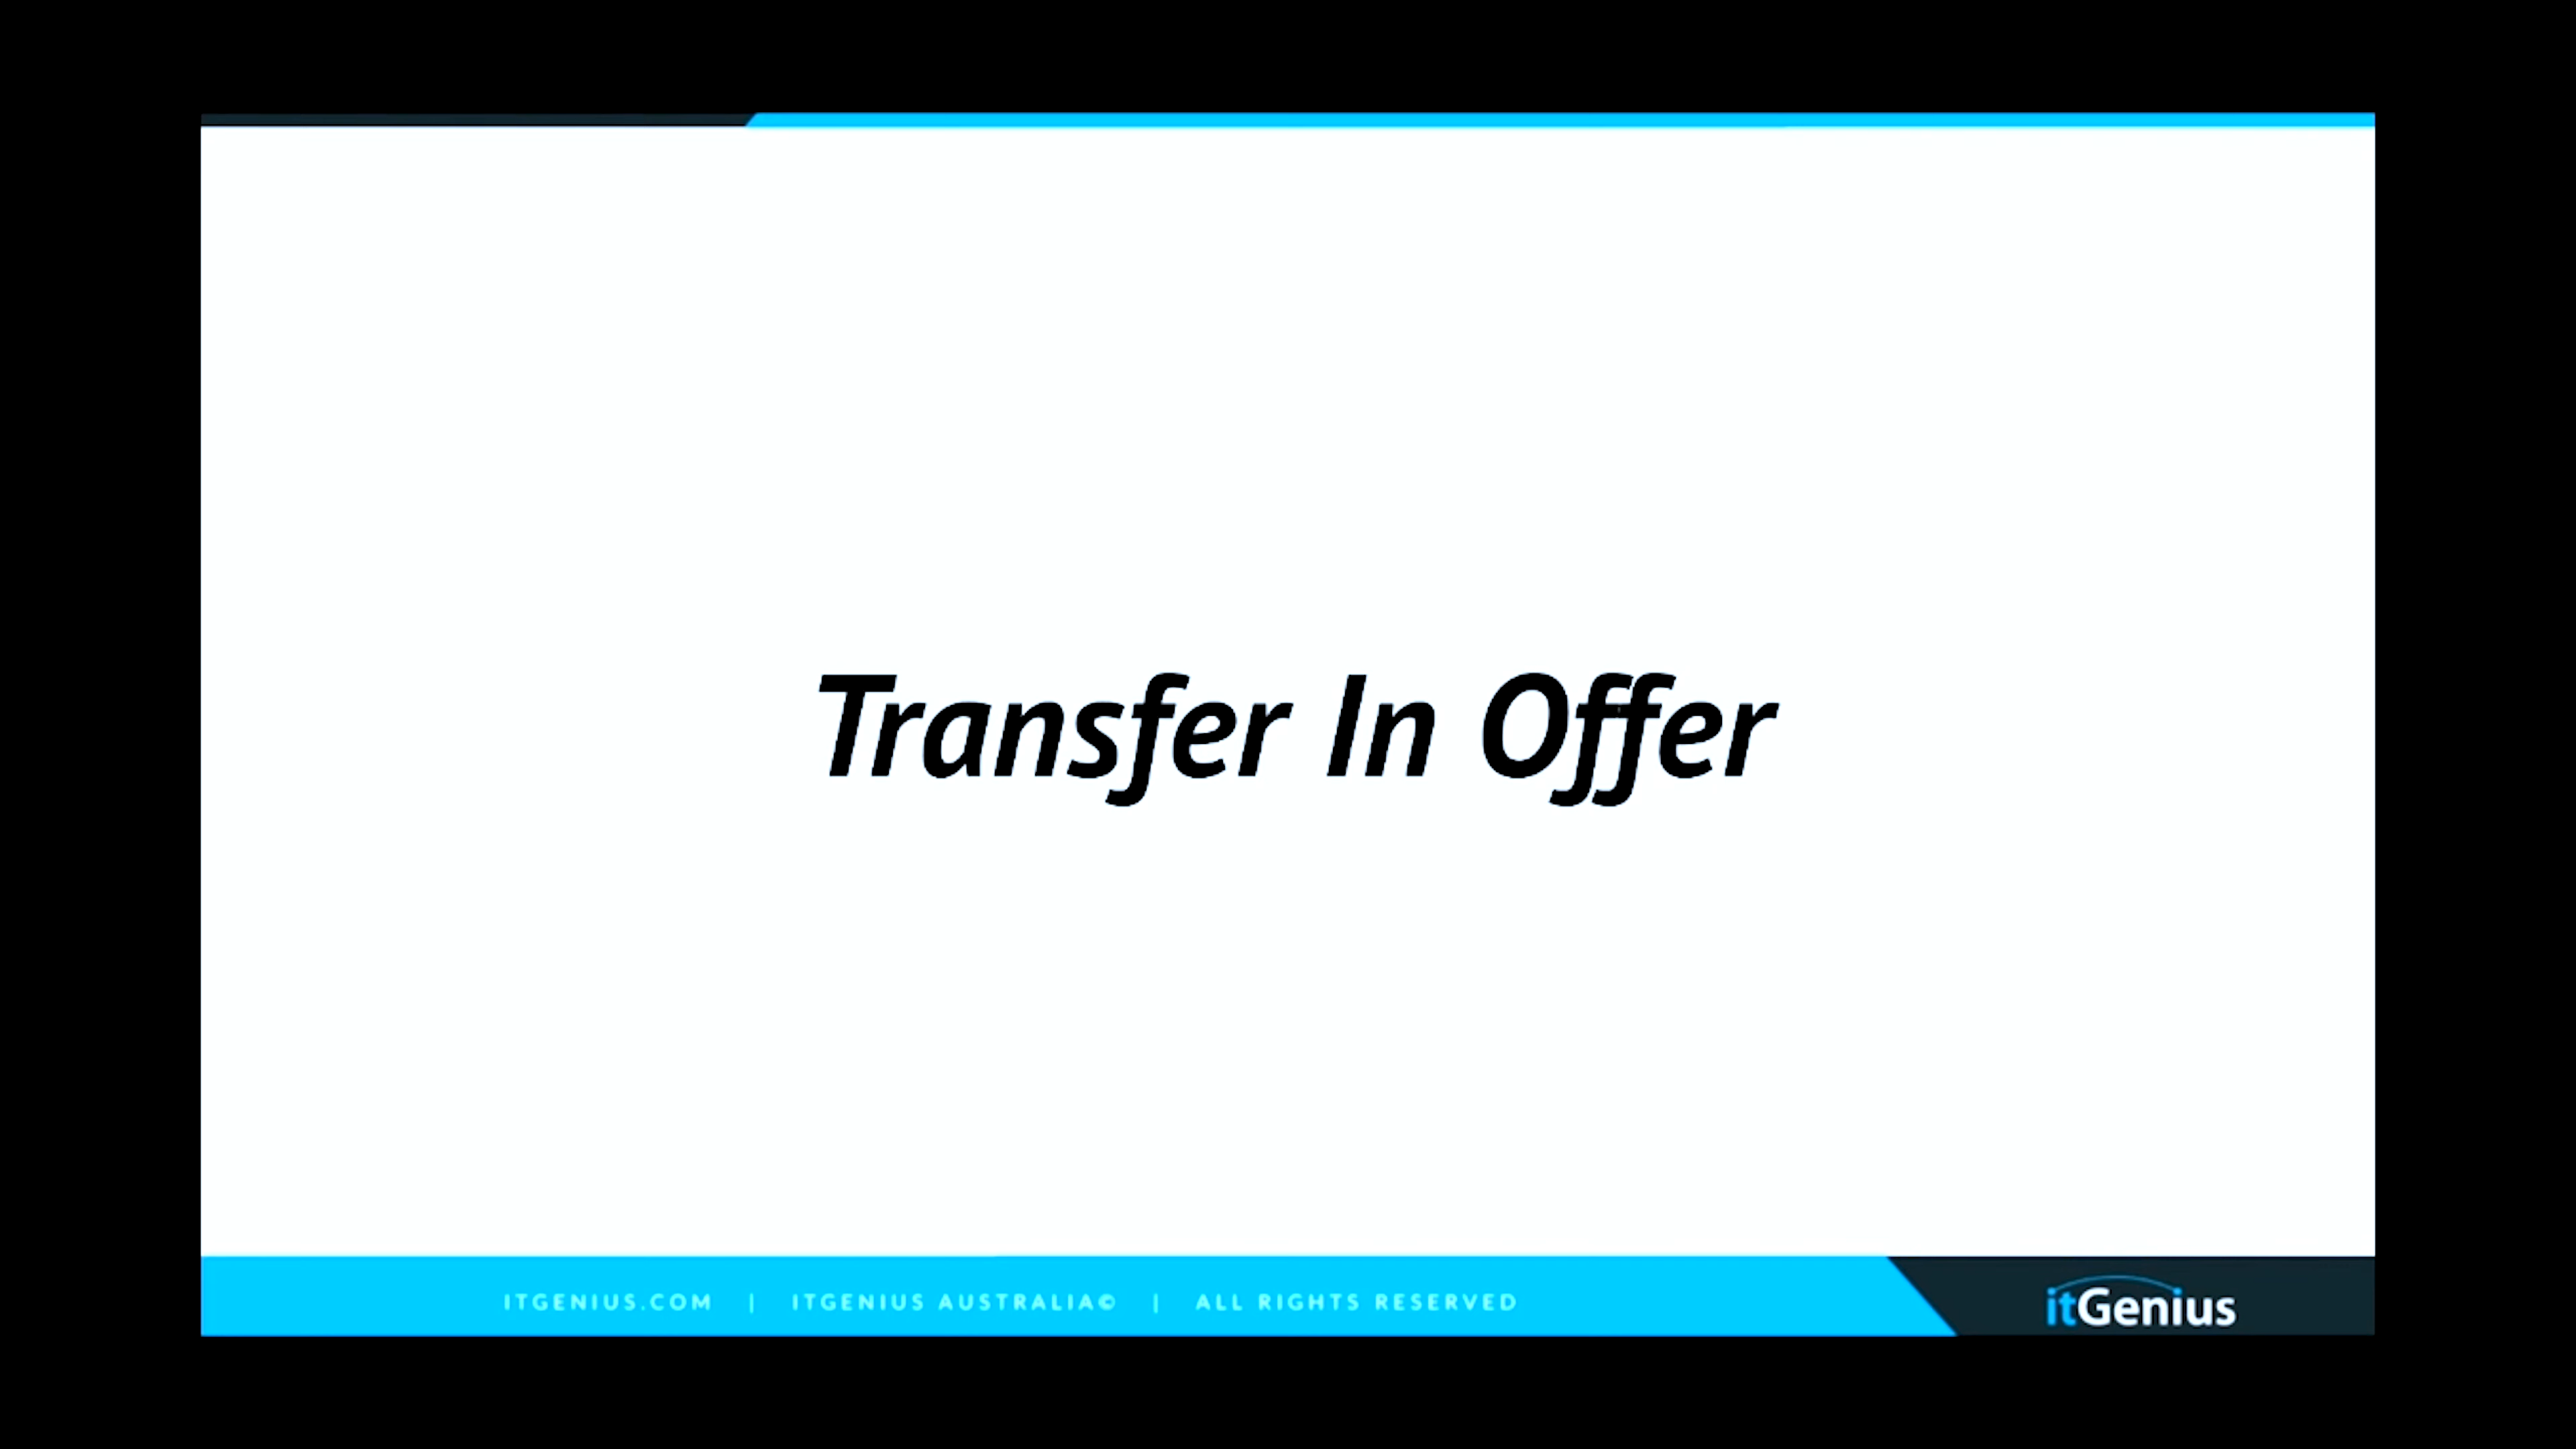 Transfer In Offer
ITGENIUS.COM | ITGENIUS AUSTRALIA© | ALL RIGHTS RESERVED
itGenius